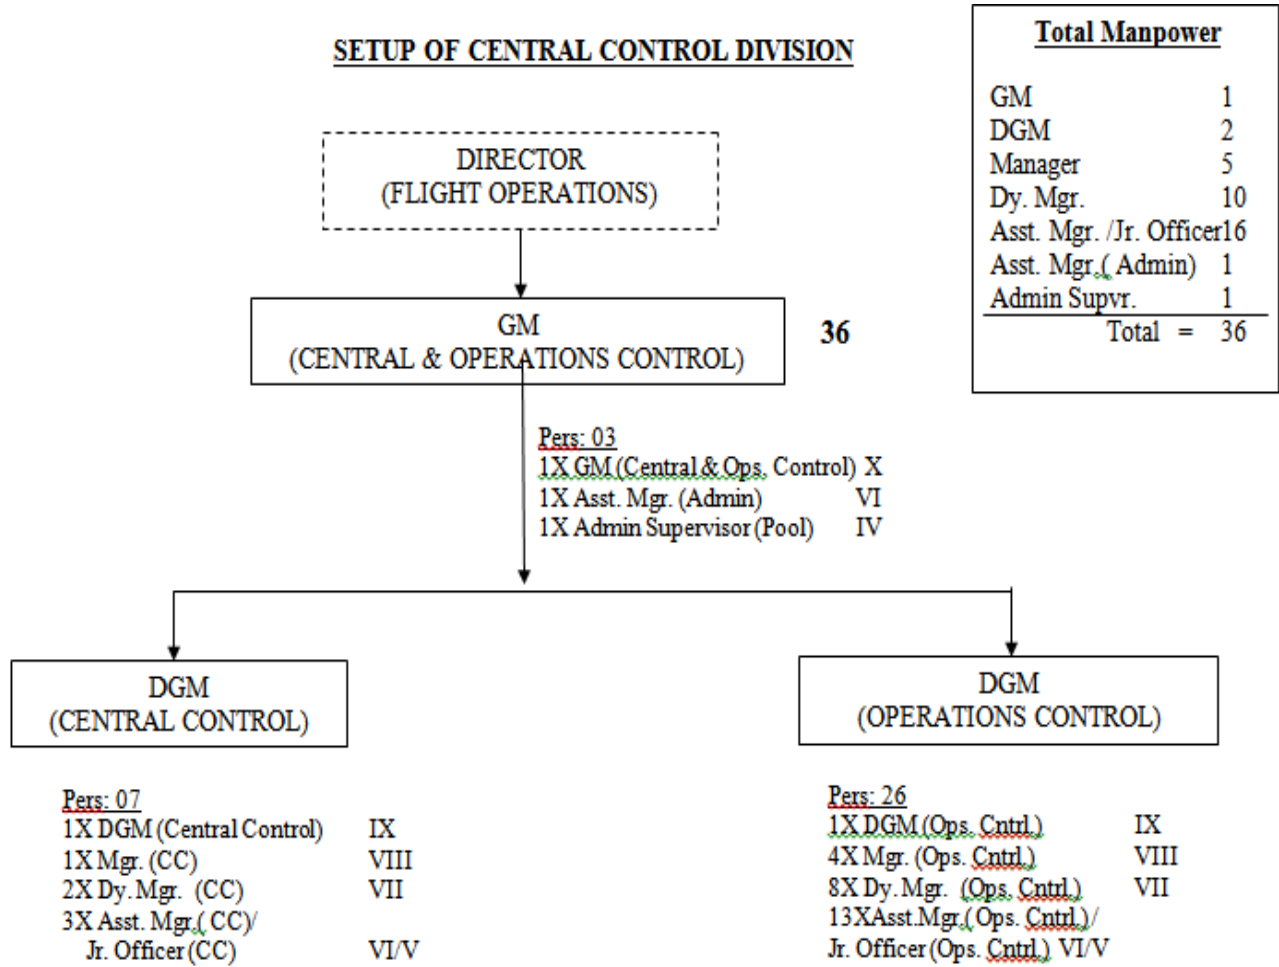 SETUP OF CENTRAL CONTROL DIVISION
Total Manpower
GM 1
DGM 2
Manager 5
Dy. Mgr. 10
Asst. Mgr. /Jr. Officer16
Asst. Mgr.( Admin) 1
Admin Supvr. 1
Total = 36
DIRECTOR
(FLIGHT OPERATIONS)
GM
(CENTRAL & OPERATIONS CONTROL)
36
Pers: 03
1X GM (Central & Ops. Control) X
1X Asst. Mgr. (Admin) VI
1X Admin Supervisor (Pool) IV
DGM
(CENTRAL CONTROL)
Pers: 07
1X DGM (Central Control) IX
1X Mgr. (CC) VIII
2X Dy. Mgr. (CC) VII
3X Asst. Mgr.( CC)/
Jr. Officer (CC) VI/V
DGM
(OPERATIONS CONTROL)
Pers: 26
1X DGM (Ops. Cntrl.) IX
4X Mgr. (Ops. Cntrl.) VIII
8X Dy. Mgr. (Ops. Cntrl.) VII
13XAsst.Mgr.( Ops. Cntrl.)/
Jr. Officer (Ops. Cntrl.) VI/V